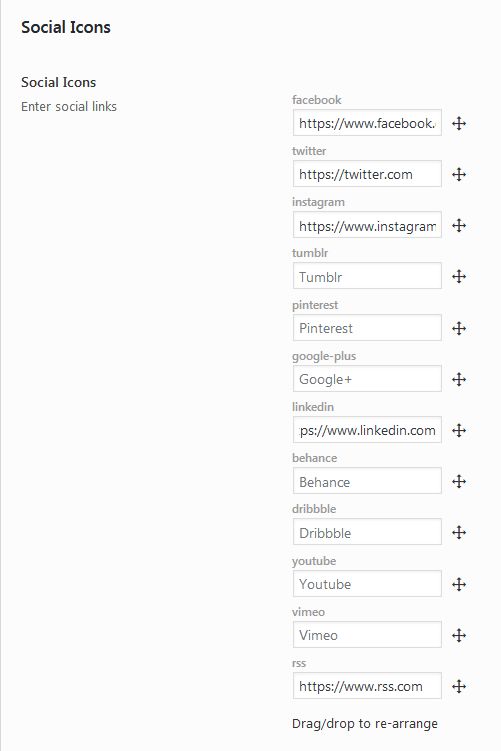 Social Icons
Social Icons
Enter social links
facebook
https://www.facebook.
twitter
https://twitter.com
instagram
https://www.instagram
tumblr
Tumblr
pinterest
Pinterest
google-plus
Google+
linkedin
ps://www.linkedin.com
behance
Behance
dribbble
Dribbble
youtube
Youtube
vimeo
Vimeo
rss
https://www.rss.com
Drag/drop to re-arrange